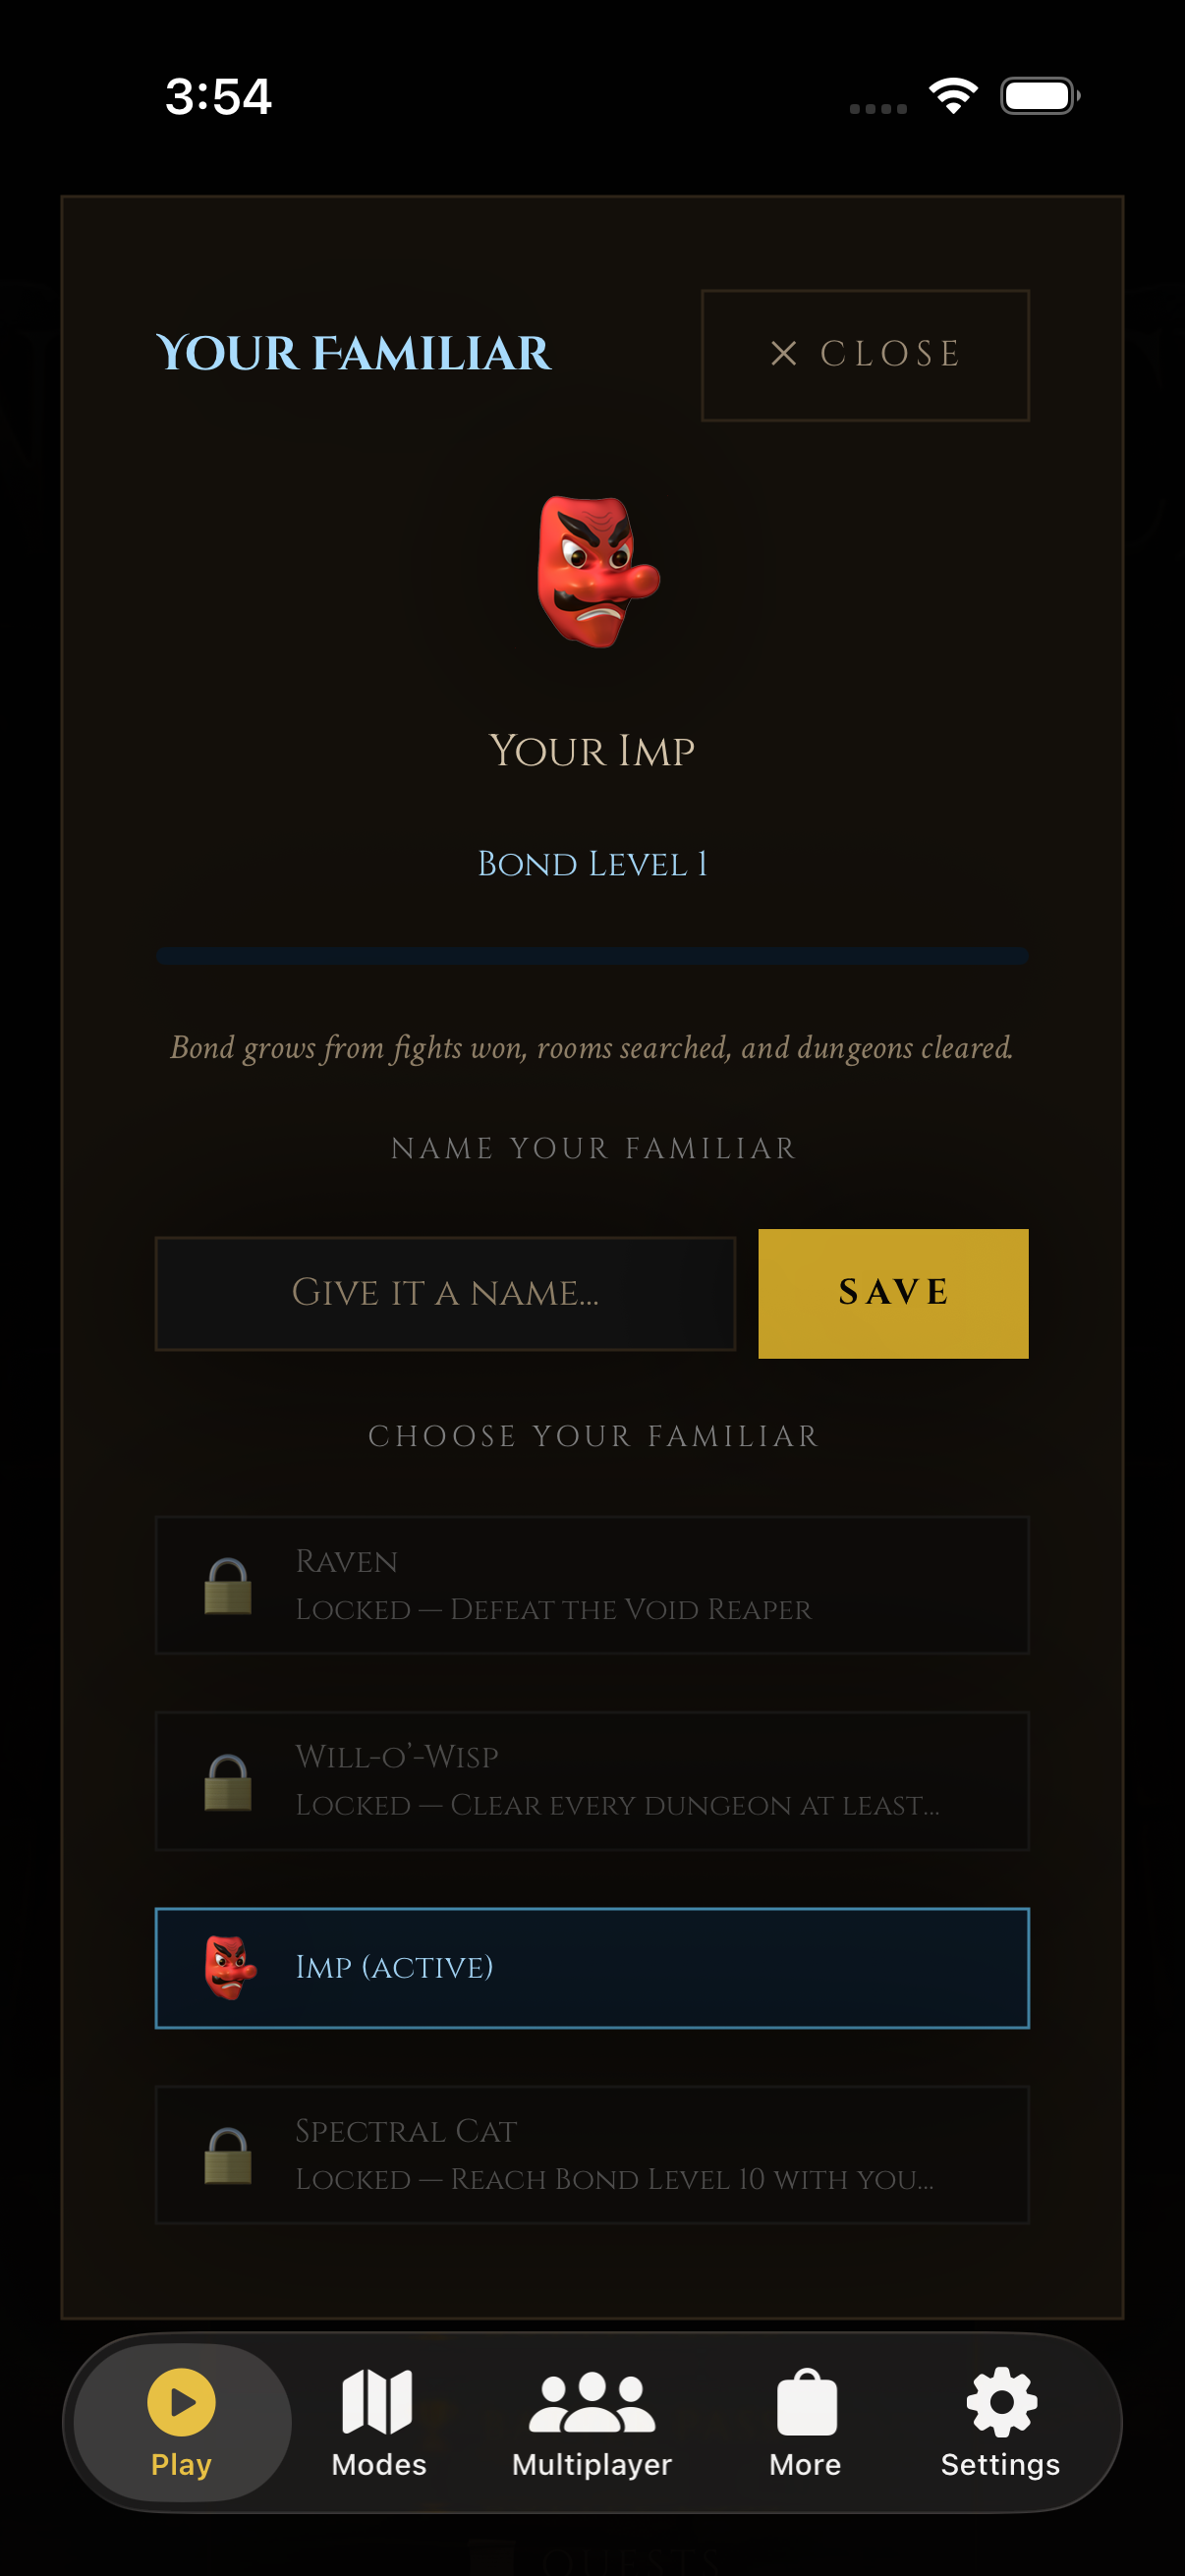 3:54
Your Familiar
× CLOSE
Your Imp
Bond Level 1
Bond grows from fights won, rooms searched, and dungeons cleared.
NAME YOUR FAMILIAR
Give it a name...
SAVE
CHOOSE YOUR FAMILIAR
Raven
Locked — Defeat the Void Reaper
Will-o'-Wisp
Locked — Clear every dungeon at least...
Imp (active)
Spectral Cat
Locked — Reach Bond Level 10 with you...
Play
Modes
Multiplayer
More
Settings
QUESTS